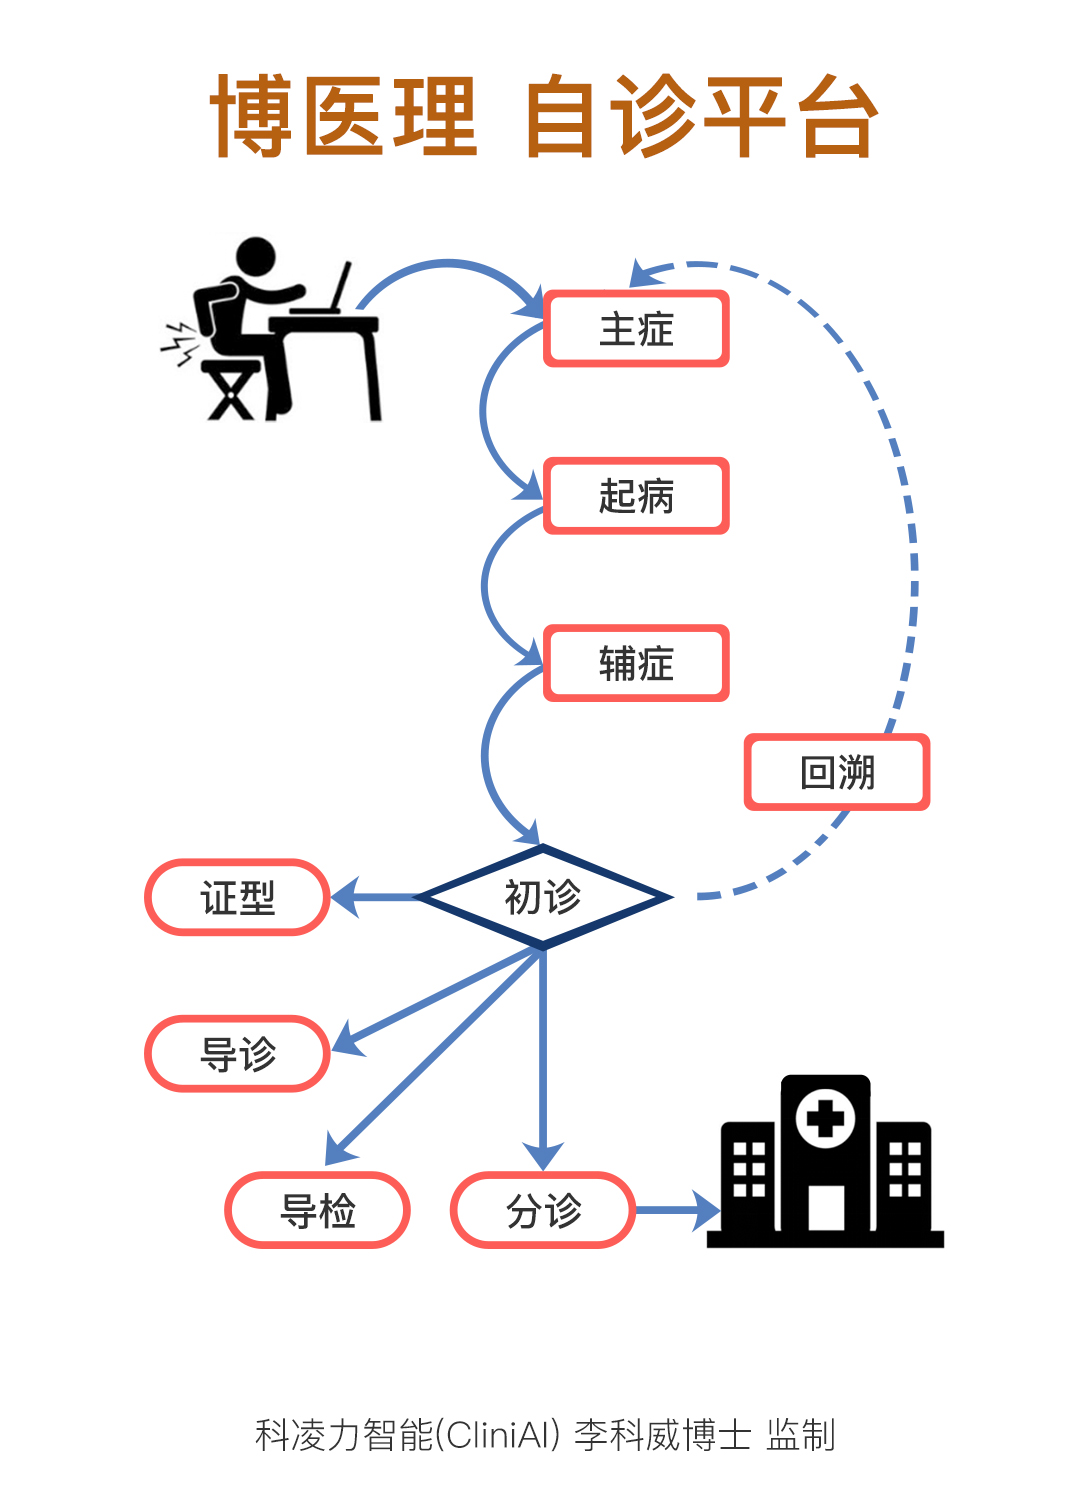 博医理 自诊平台
主症
起病
辅症
回溯
初诊
证型
导诊
导检
分诊
科凌力智能(CliniAI) 李科威博士 监制